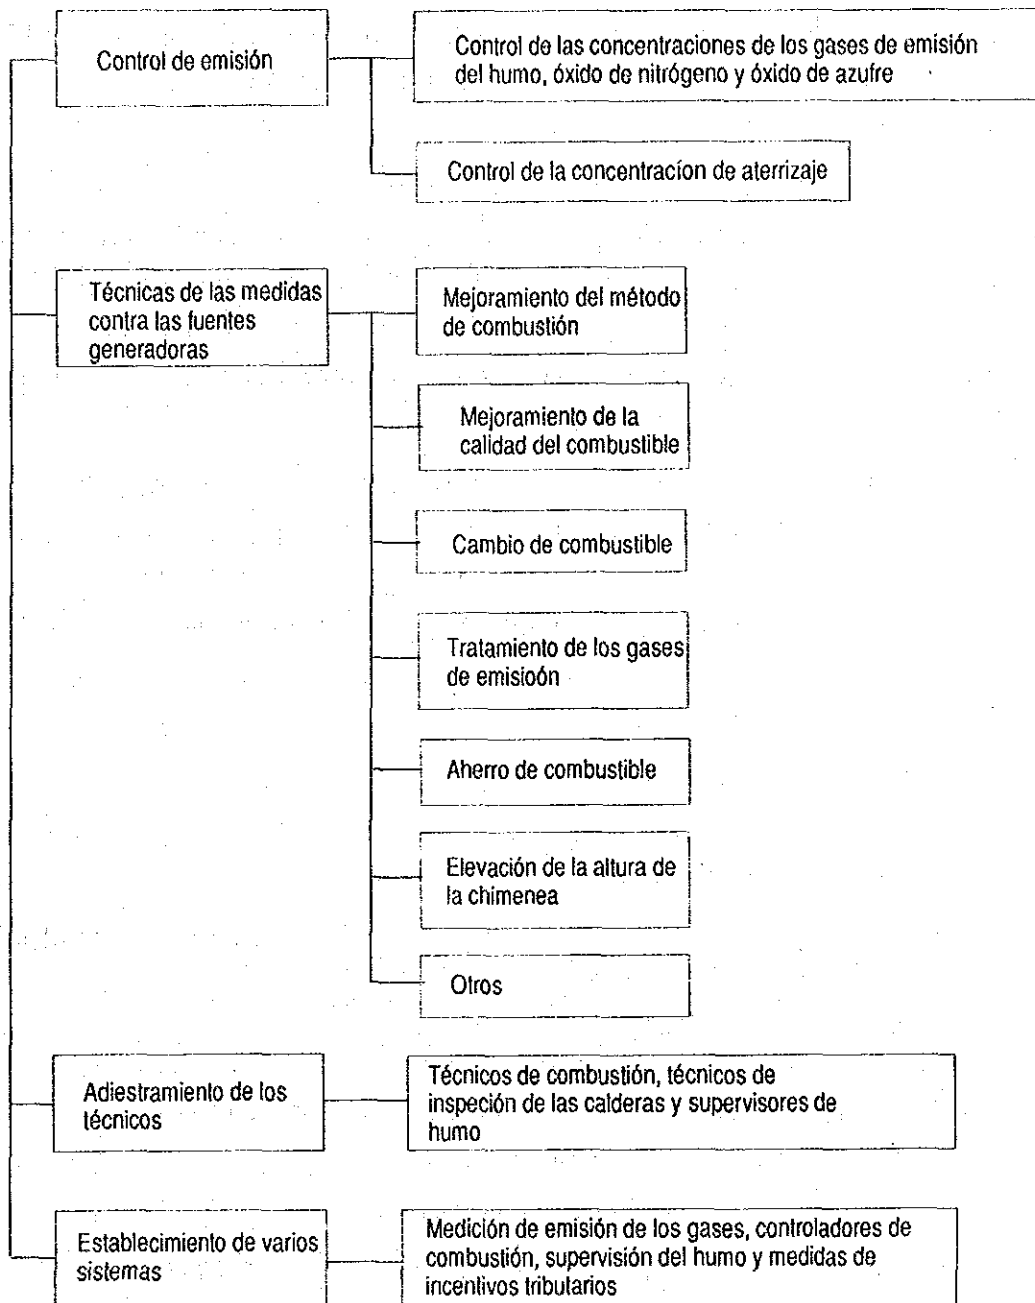 Control de emisión
Control de las concentraciones de los gases de emisión
del humo, óxido de nitrógeno y óxido de azufre
Control de la concentracíon de aterrizaje
Técnicas de las medidas
contra las fuentes
generadoras
Mejoramiento del método
de combustión
Mejoramiento de la
calidad del combustible
Cambio de combustible
Tratamiento de los gases
de emisioón
Aherro de combustible
Elevación de la altura de
la chimenea
Otros
Adiestramiento de los
técnicos
Técnicos de combustión, técnicos de
inspeción de las calderas y supervisores de
humo
Establecimiento de varios
sistemas
Medición de emisión de los gases, controladores de
combustión, supervisión del humo y medidas de
incentivos tributarios